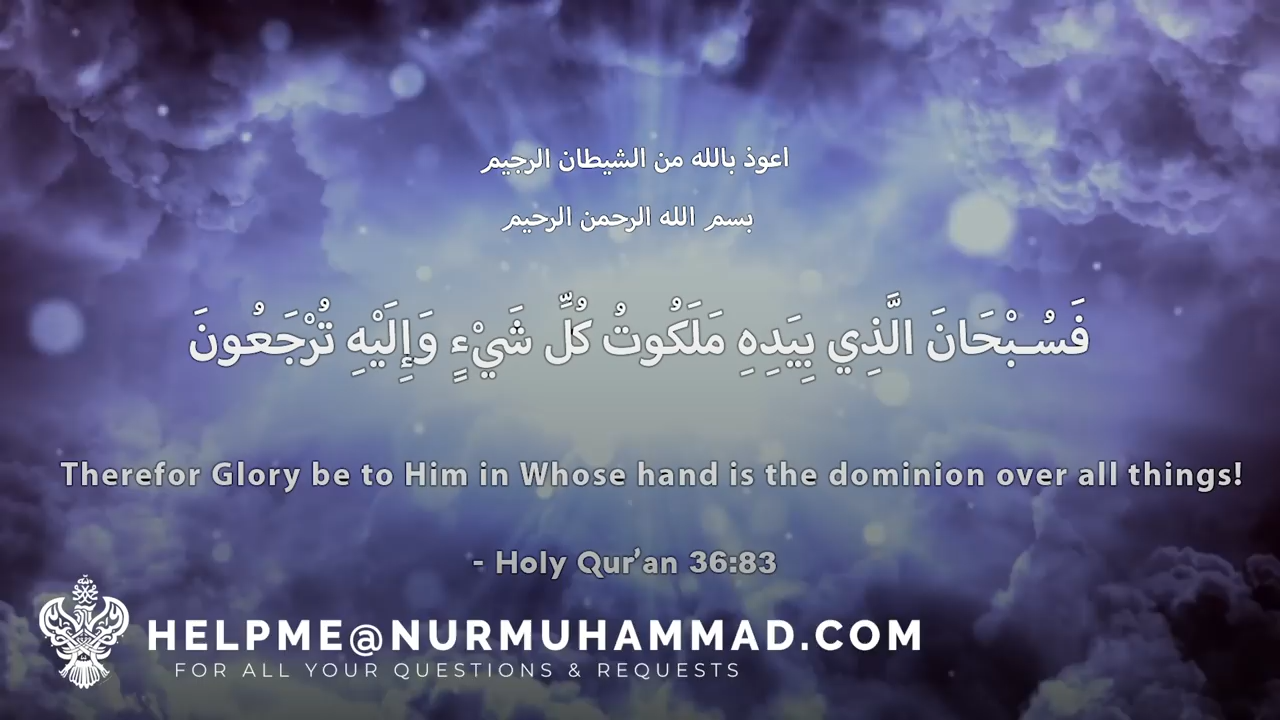 اعوذ بالله من الشيطان الرجيم
بسم الله الرحمن الرحيم
فَسُبْحَانَ الَّذِي بِيَدِهِ مَلَكُوتُ كُلِّ شَيْءٍ وَإِلَيْهِ تُرْجَعُونَ
Therefor Glory be to Him in Whose hand is the dominion over all things!
- Holy Qur’an 36:83
HELPME@NURMUHAMMAD.COM
FOR ALL YOUR QUESTIONS & REQUESTS